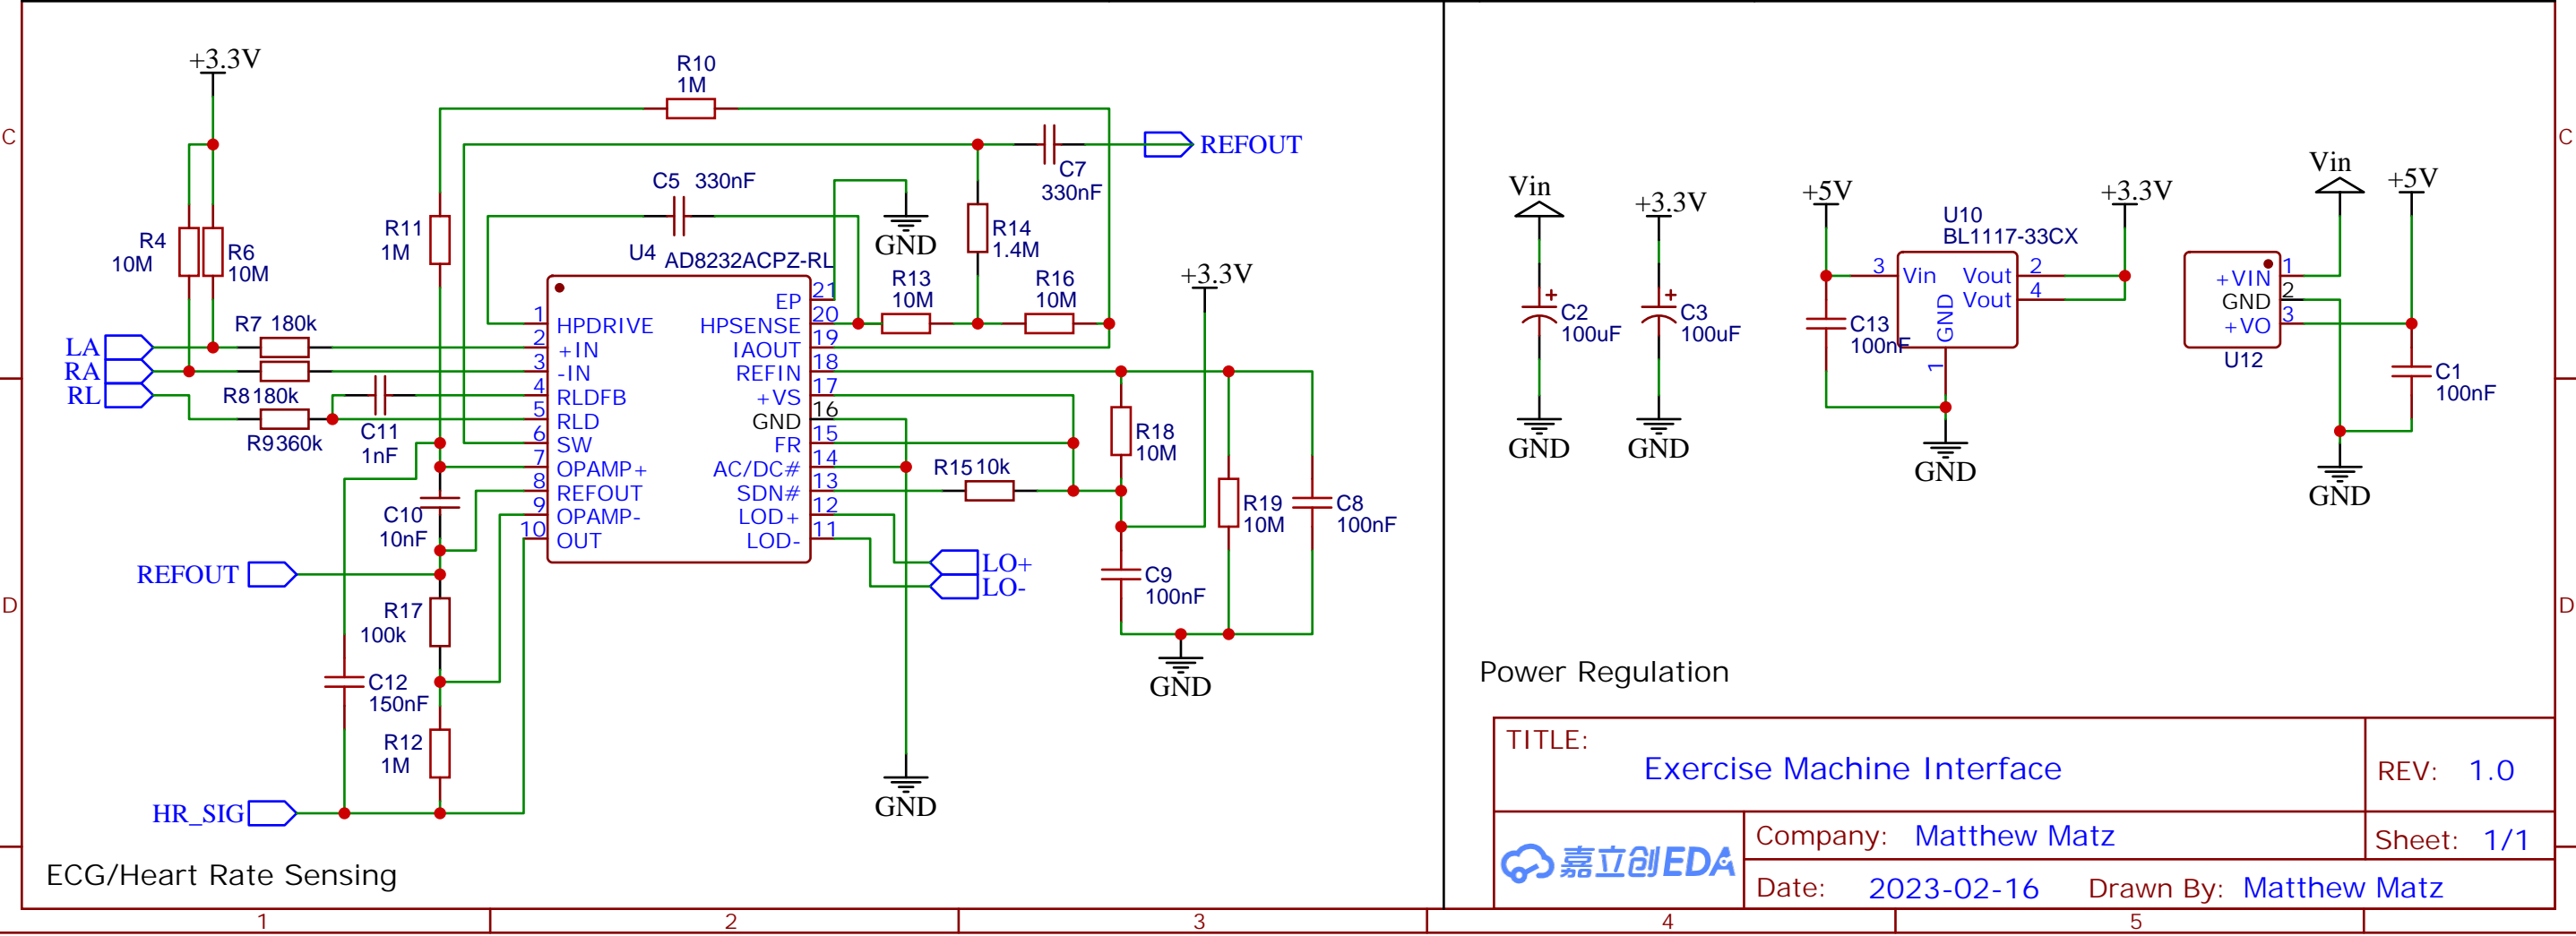 +3.3V
R10
1M
C
REFOUT
C7
330nF
C5 330nF
R4
10M
R6
10M
R11
1M
GND
R14
1.4M
U4 AD8232ACPZ-RL
R13
10M
R16
10M
+3.3V
R7 180k
LA
RA
RL
R8 180k
R9 360k
C11
1nF
1 HPDRIVE
2 +IN
3 -IN
4 RLDFB
5 RLD
6 SW
7 OPAMP+
8 REFOUT
9 OPAMP-
10 OUT
EP 21
HPSENSE 20
IAOUT 19
REFIN 18
+VS 17
GND 16
FR 15
AC/DC# 14
SDN# 13
LOD+ 12
LOD- 11
R15 10k
R18
10M
R19
10M
C8
100nF
C10
10nF
REFOUT
LO+
LO-
C9
100nF
D
R17
100k
GND
C12
150nF
R12
1M
HR_SIG
GND
ECG/Heart Rate Sensing
1
2
3
Vin
C2
100uF
GND
+3.3V
C3
100uF
GND
+5V
U10
BL1117-33CX
3 Vin
Vout 2
Vout 4
GND
1
C13
100nF
GND
+3.3V
Vin
+5V
+VIN 1
GND 2
+VO 3
U12
C1
100nF
GND
C
D
Power Regulation
TITLE:
Exercise Machine Interface
REV: 1.0
嘉立创EDA
Company: Matthew Matz
Sheet: 1/1
Date: 2023-02-16 Drawn By: Matthew Matz
4
5